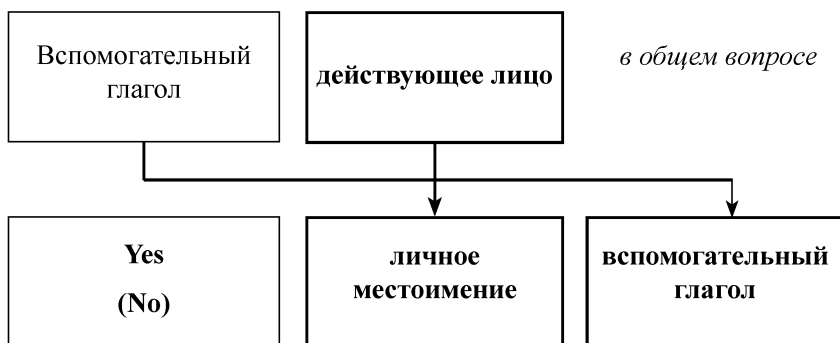 Вспомогательный
глагол
действующее лицо
в общем вопросе
Yes
(No)
личное
местоимение
вспомогательный
глагол